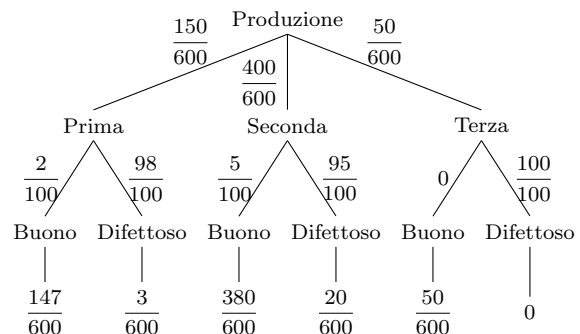 Produzione
150/600 400/600 50/600
Prima Seconda Terza
2/100 98/100 5/100 95/100 0 100/100
Buono Difettoso Buono Difettoso Buono Difettoso
147/600 3/600 380/600 20/600 50/600 0